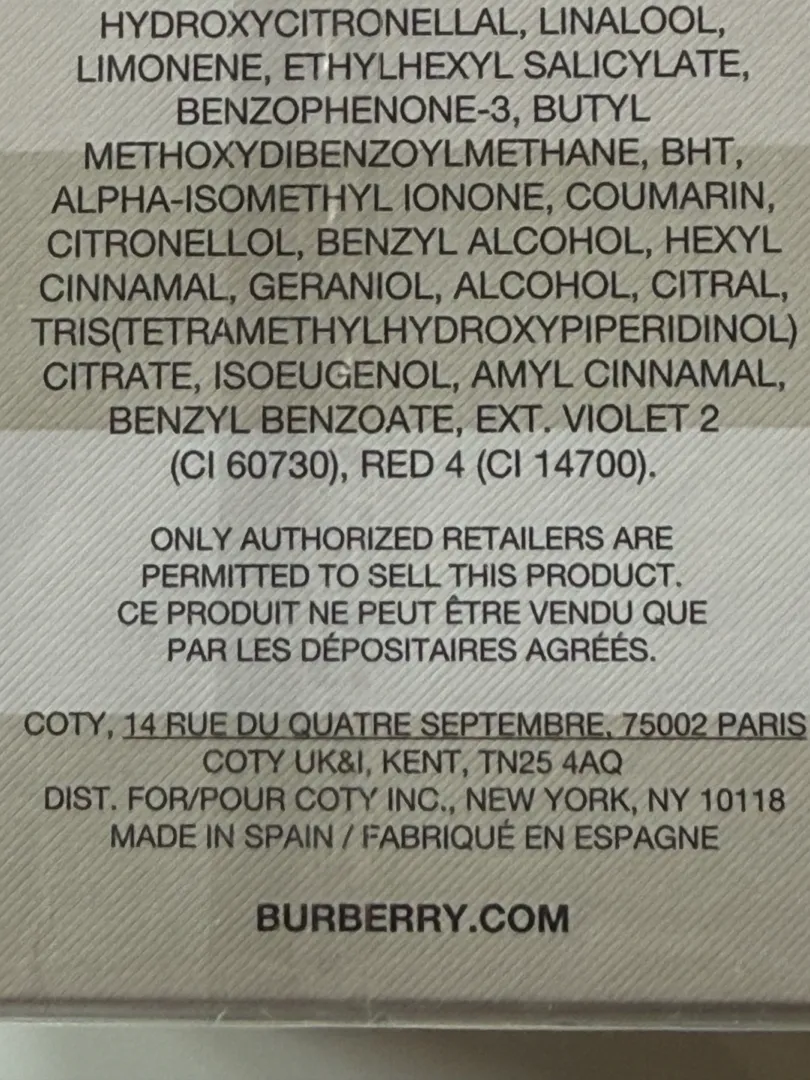 HYDROXYCITRONELLAL, LINALOOL,
LIMONENE, ETHYLHEXYL SALICYLATE,
BENZOPHENONE-3, BUTYL
METHOXYDIBENZOYLMETHANE, BHT,
ALPHA-ISOMETHYL IONONE, COUMARIN,
CITRONELLOL, BENZYL ALCOHOL, HEXYL
CINNAMAL, GERANIOL, ALCOHOL, CITRAL,
TRIS(TETRAMETHYLHYDROXYPIPERIDINOL)
CITRATE, ISOEUGENOL, AMYL CINNAMAL,
BENZYL BENZOATE, EXT. VIOLET 2
(CI 60730), RED 4 (CI 14700).
ONLY AUTHORIZED RETAILERS ARE
PERMITTED TO SELL THIS PRODUCT.
CE PRODUIT NE PEUT ÊTRE VENDU QUE
PAR LES DÉPOSITAIRES AGRÉÉS.
COTY, 14 RUE DU QUATRE SEPTEMBRE, 75002 PARIS
COTY UK&I, KENT, TN25 4AQ
DIST. FOR/POUR COTY INC., NEW YORK, NY 10118
MADE IN SPAIN / FABRIQUÉ EN ESPAGNE
BURBERRY.COM